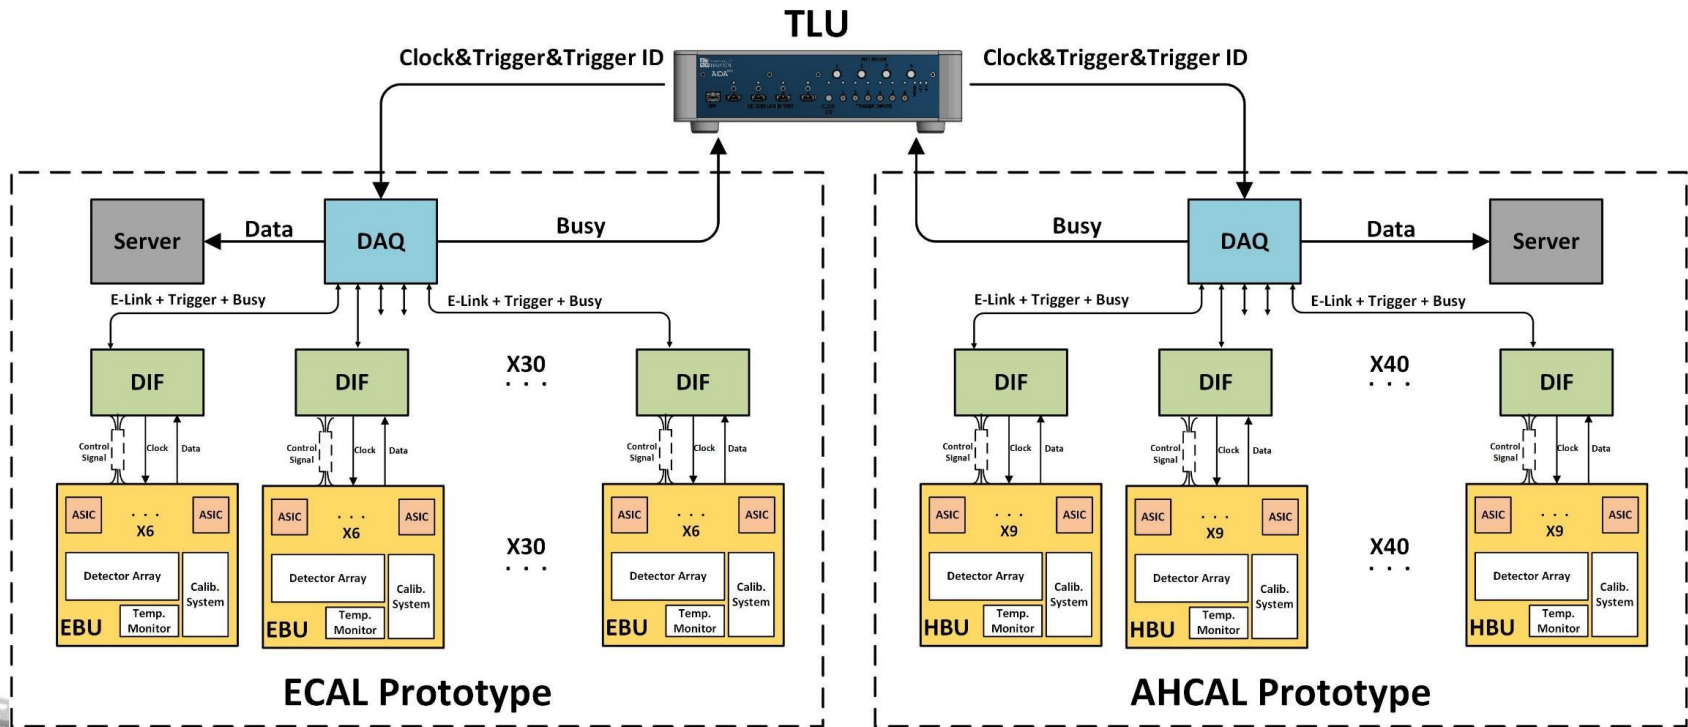 TLU
Clock&Trigger&Trigger ID
Clock&Trigger&Trigger ID
Server
Data
DAQ
Busy
Busy
DAQ
Data
Server
E-Link + Trigger + Busy
E-Link + Trigger + Busy
E-Link + Trigger + Busy
E-Link + Trigger + Busy
DIF
DIF
X30
. . .
DIF
DIF
DIF
X40
. . .
DIF
Control
Signal
Clock
Data
Control
Signal
Clock
Data
Control
Signal
Clock
Data
Control
Signal
Clock
Data
Control
Signal
Clock
Data
Control
Signal
Clock
Data
ASIC
. . .
X6
ASIC
Detector Array
Calib.
System
Temp.
Monitor
EBU
ASIC
. . .
X6
ASIC
Detector Array
Calib.
System
Temp.
Monitor
EBU
X30
. . .
ASIC
. . .
X6
ASIC
Detector Array
Calib.
System
Temp.
Monitor
EBU
ASIC
. . .
X9
ASIC
Detector Array
Calib.
System
Temp.
Monitor
HBU
ASIC
. . .
X9
ASIC
Detector Array
Calib.
System
Temp.
Monitor
HBU
X40
. . .
ASIC
. . .
X9
ASIC
Detector Array
Calib.
System
Temp.
Monitor
HBU
ECAL Prototype
AHCAL Prototype